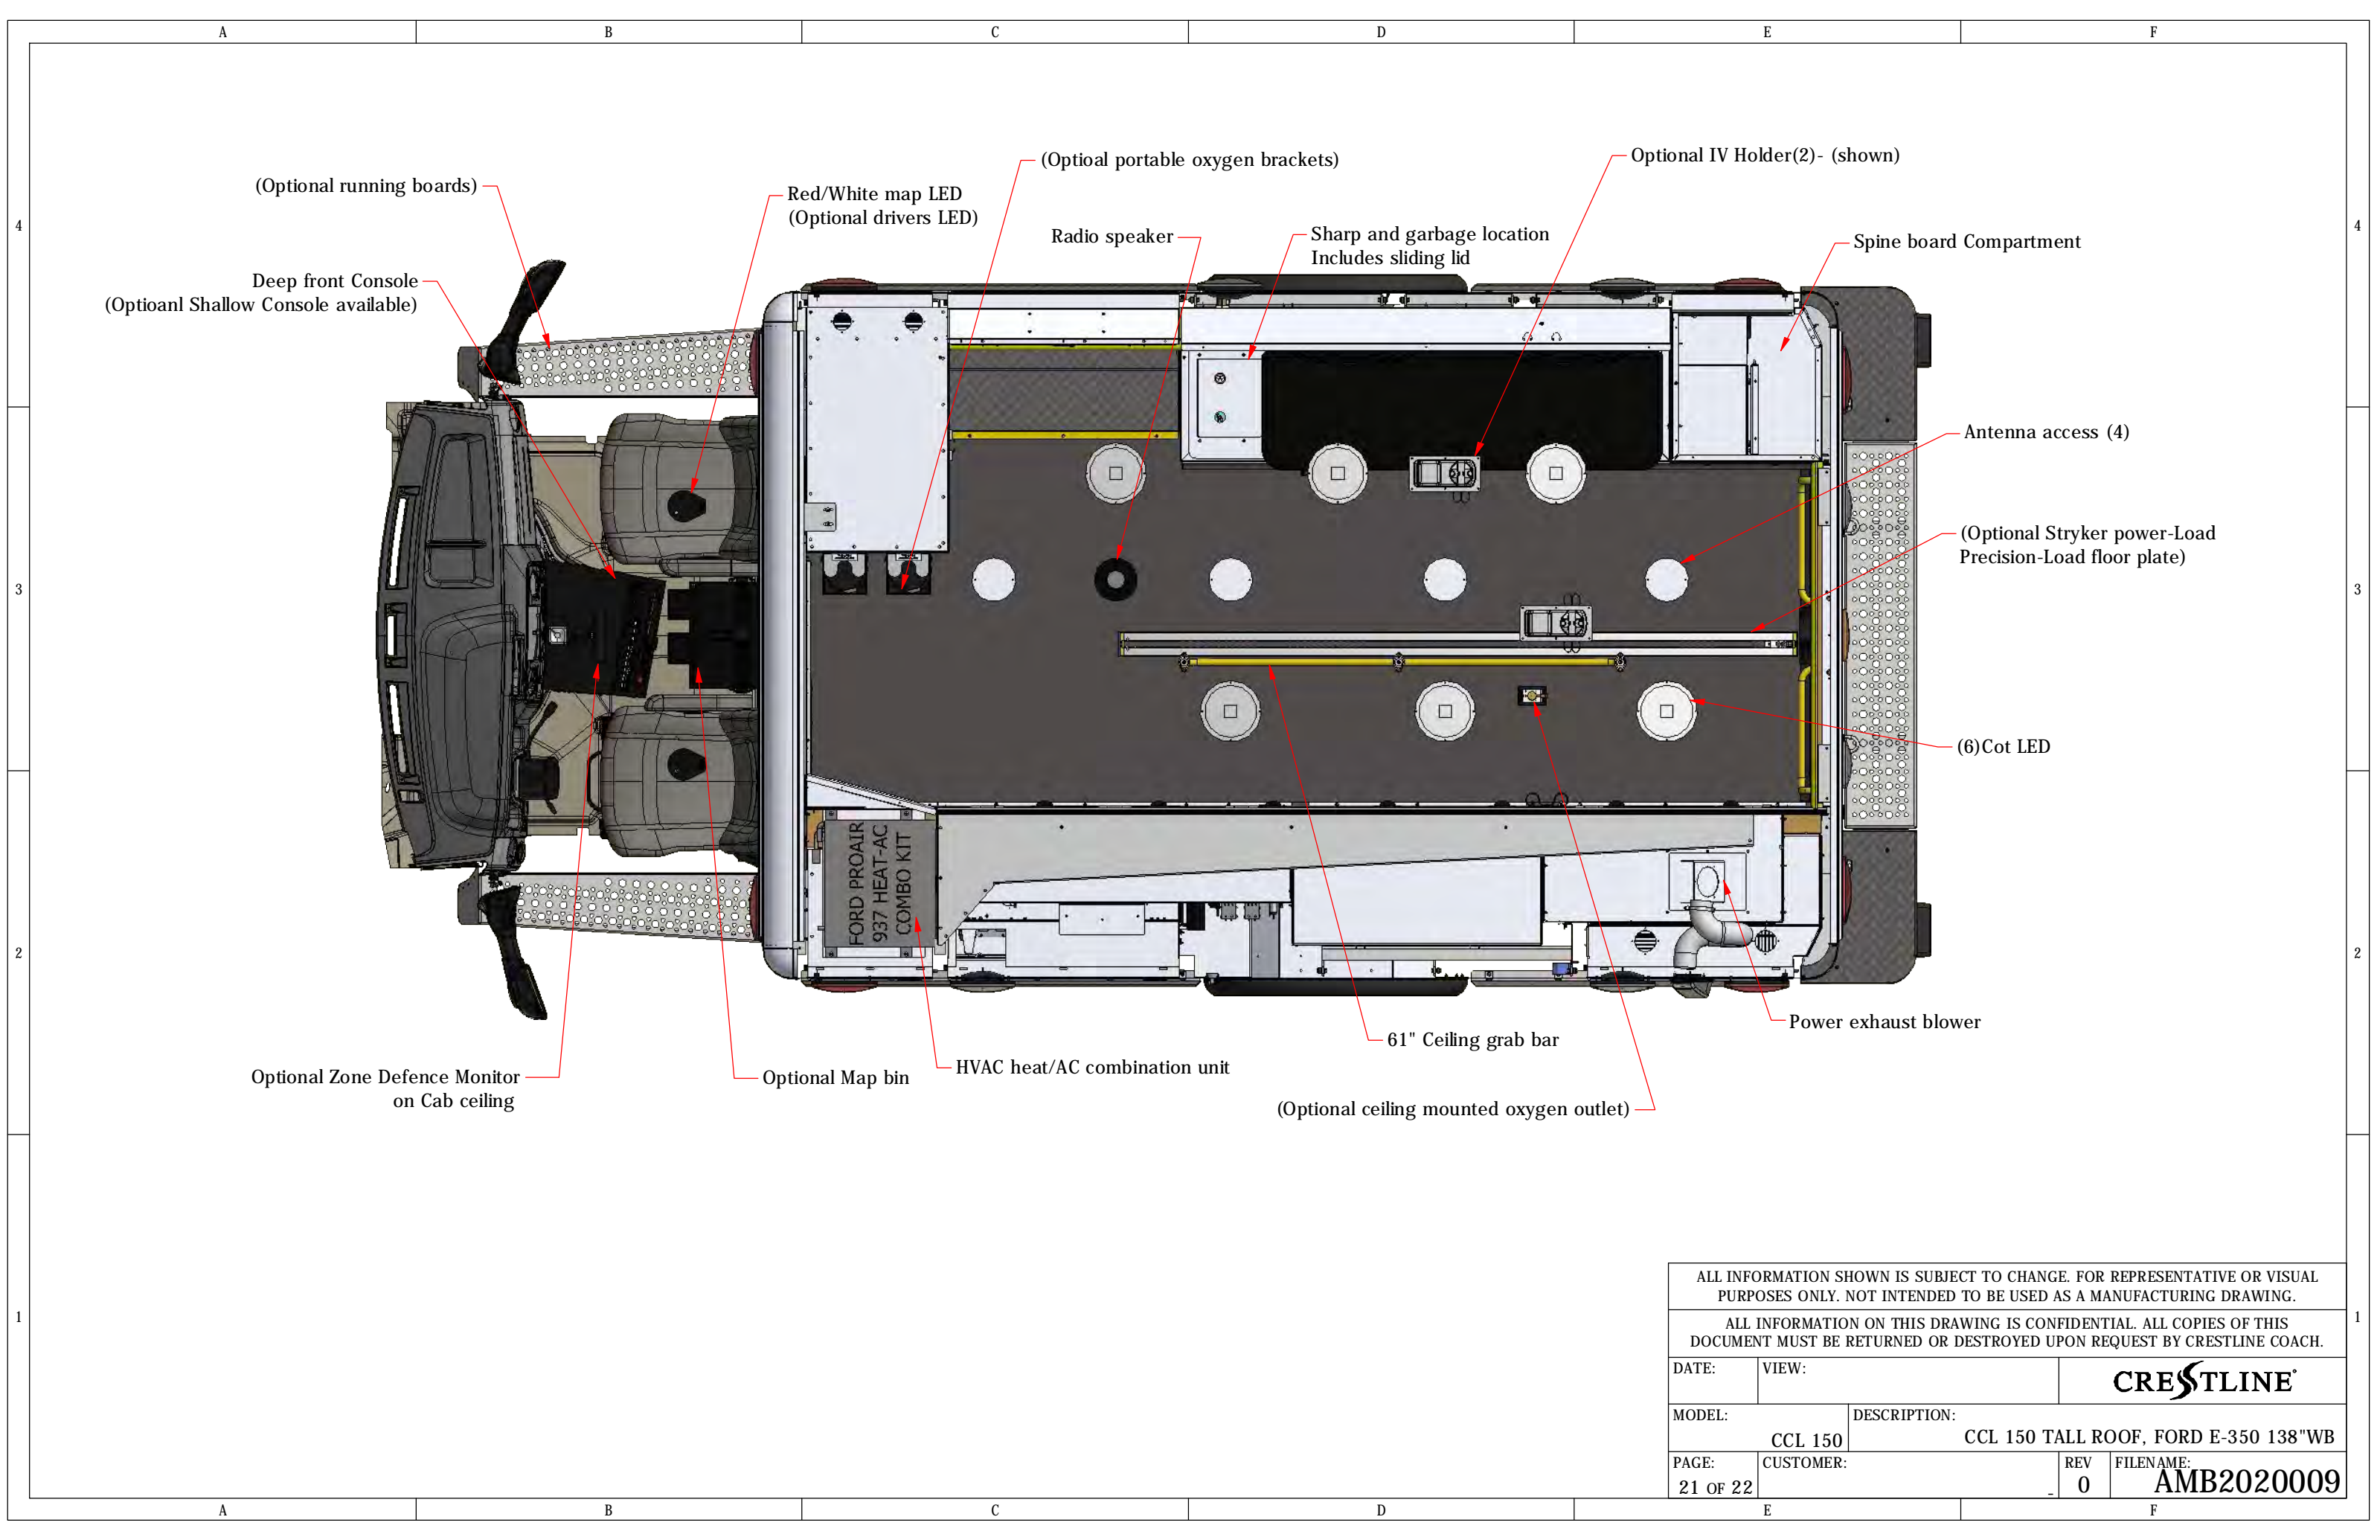 A B C D E F
(Optioal portable oxygen brackets)
Optional IV Holder(2)- (shown)
(Optional running boards)
Red/White map LED
(Optional drivers LED)
Radio speaker
Sharp and garbage location
Includes sliding lid
Spine board Compartment
4 4
Deep front Console
(Optioanl Shallow Console available)
Antenna access (4)
(Optional Stryker power-Load
Precision-Load floor plate)
3 3
(6)Cot LED
FORD PROAIR
937 HEAT-AC
COMBO KIT
2 2
Power exhaust blower
61" Ceiling grab bar
HVAC heat/AC combination unit
Optional Map bin
Optional Zone Defence Monitor
on Cab ceiling
(Optional ceiling mounted oxygen outlet)
1 1
ALL INFORMATION SHOWN IS SUBJECT TO CHANGE. FOR REPRESENTATIVE OR VISUAL
PURPOSES ONLY. NOT INTENDED TO BE USED AS A MANUFACTURING DRAWING.
ALL INFORMATION ON THIS DRAWING IS CONFIDENTIAL. ALL COPIES OF THIS
DOCUMENT MUST BE RETURNED OR DESTROYED UPON REQUEST BY CRESTLINE COACH.
DATE: VIEW:
CRESTLINE
MODEL: DESCRIPTION:
CCL 150 CCL 150 TALL ROOF, FORD E-350 138"WB
PAGE: CUSTOMER: REV FILENAME:
21 OF 22 - 0 AMB2020009
A B C D E F